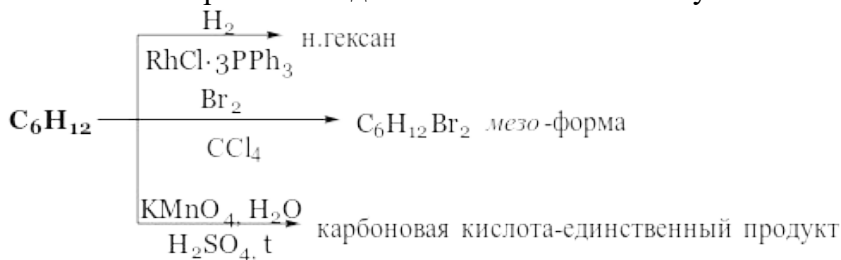 H₂
н.гексан
RhCl·3PPh₃
Br₂
C₆H₁₂
C₆H₁₂Br₂ мезо-форма
CCl₄
KMnO₄, H₂O
карбоновая кислота-единственный продукт
H₂SO₄, t